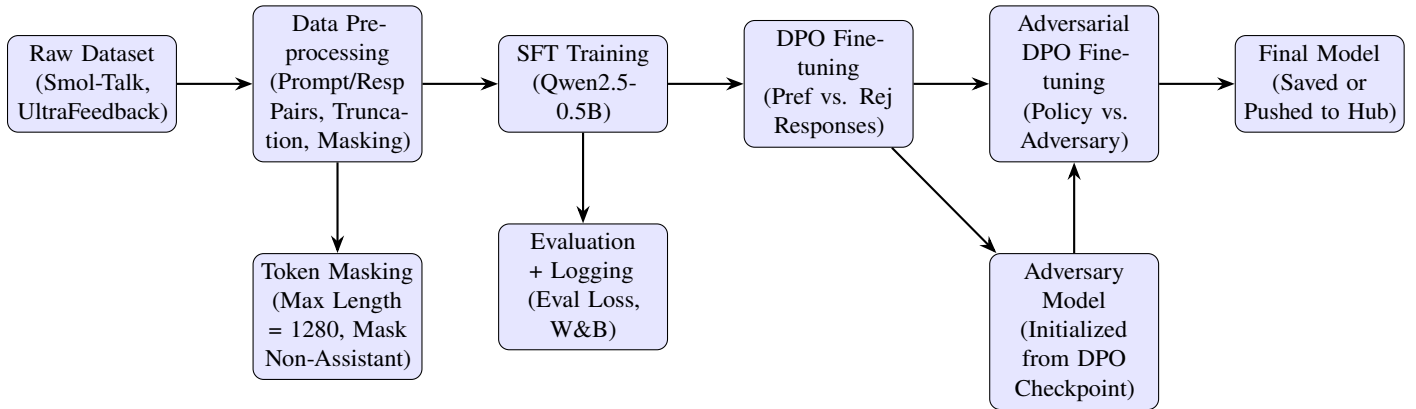 Raw Dataset
(Smol-Talk,
UltraFeedback)
Data Pre-
processing
(Prompt/Resp
Pairs, Trunca-
tion, Masking)
SFT Training
(Qwen2.5-
0.5B)
DPO Fine-
tuning
(Pref vs. Rej
Responses)
Adversarial
DPO Fine-
tuning
(Policy vs.
Adversary)
Final Model
(Saved or
Pushed to Hub)
Token Masking
(Max Length
= 1280, Mask
Non-Assistant)
Evaluation
+ Logging
(Eval Loss,
W&B)
Adversary
Model
(Initialized
from DPO
Checkpoint)